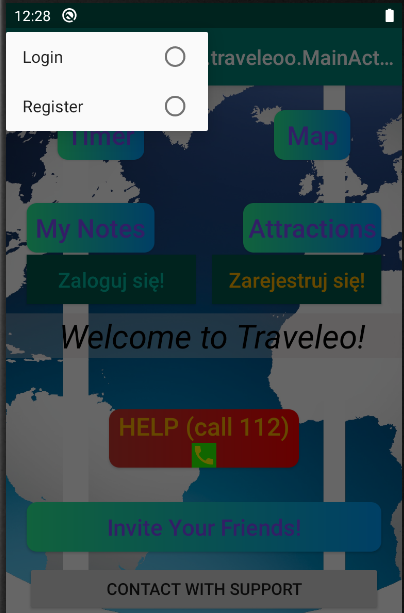 12:28
Login
.traveleoo.MainAct...
Register
Timer
Map
My Notes
Attractions
Zaloguj się!
Zarejestruj się!
Welcome to Traveleo!
HELP (call 112)
Invite Your Friends!
CONTACT WITH SUPPORT